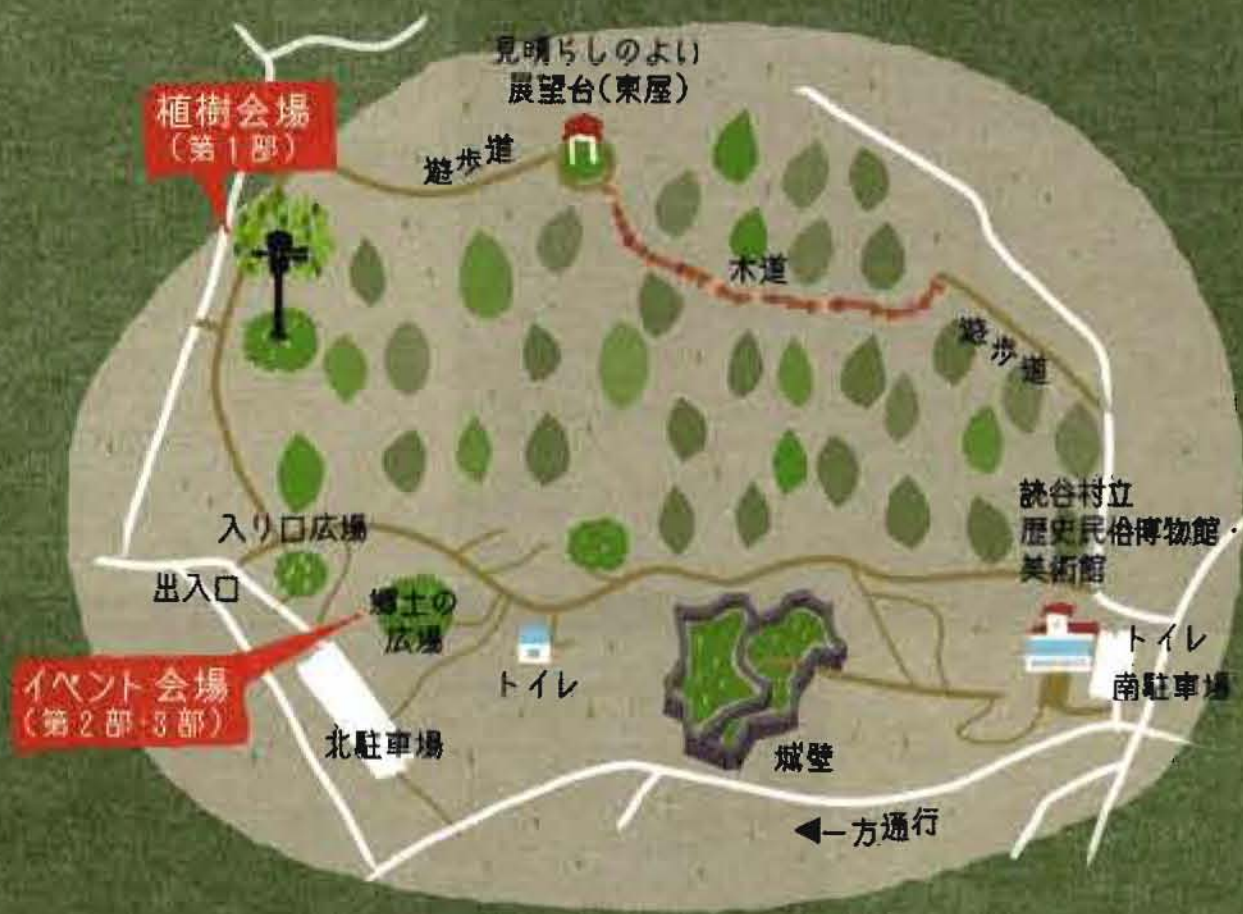 見晴らしのよい
展望台(東屋)
植樹会場
(第1部)
遊歩道
木道
遊歩道
読谷村立
歴史民俗博物館・
美術館
入り口広場
出入口
郷土の
広場
トイレ
トイレ
南駐車場
イベント会場
(第2部・3部)
北駐車場
城壁
◀一方通行